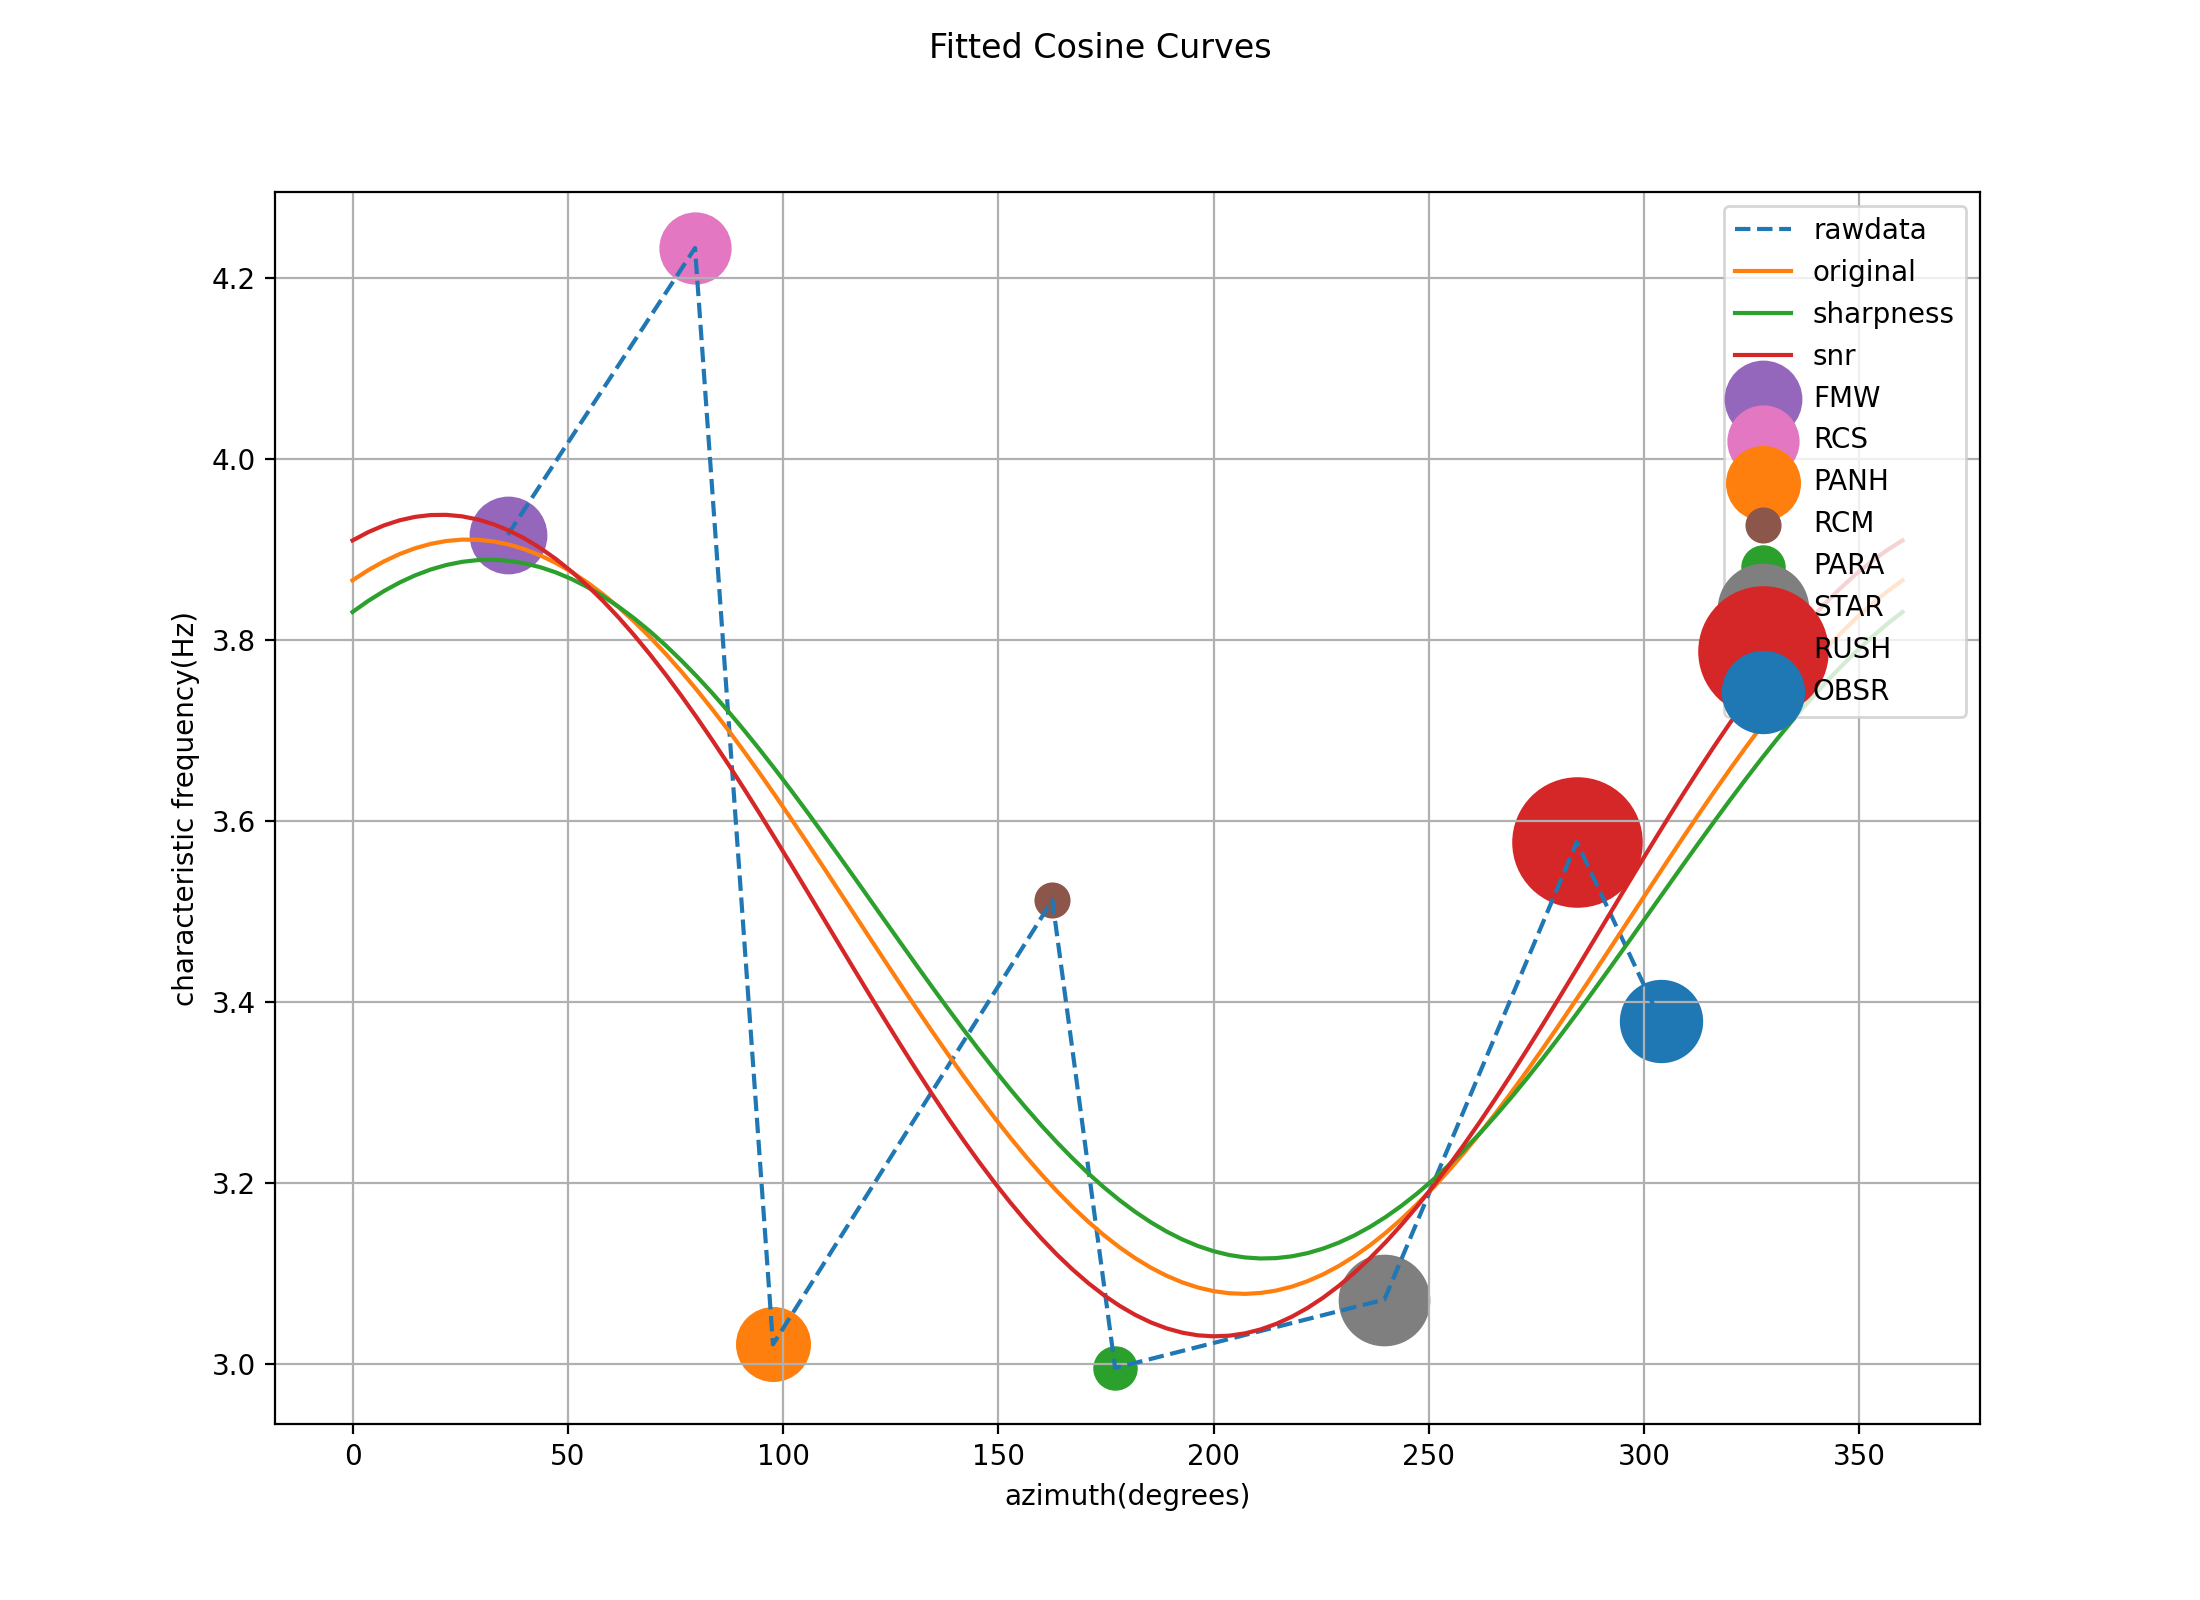 Fitted Cosine Curves
characteristic frequency(Hz)
4.2
4.0
3.8
3.6
3.4
3.2
3.0
rawdata
original
sharpness
snr
FMW
RCS
PANH
RCM
PARA
STAR
RUSH
OBSR
0 50 100 150 200 250 300 350
azimuth(degrees)